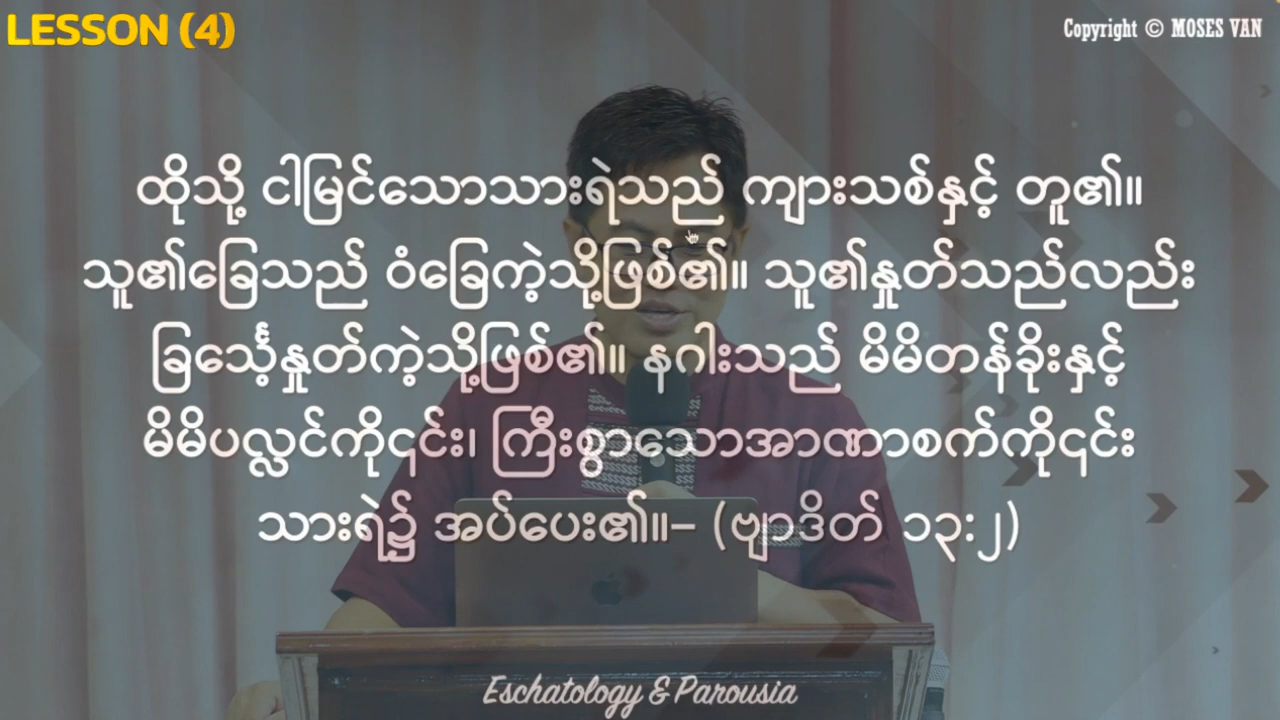 LESSON (4)
Copyright © MOSES VAN
ထိုသို့ ငါမြင်သောသားရဲသည် ကျားသစ်နှင့် တူ၏။
သူ၏ခြေသည် ဝံခြေကဲ့သို့ဖြစ်၏။ သူ၏နှုတ်သည်လည်း
ခြင်္သေ့နှုတ်ကဲ့သို့ဖြစ်၏။ နဂါးသည် မိမိတန်ခိုးနှင့်
မိမိပလ္လင်ကို၎င်း၊ ကြီးစွာသောအာဏာစက်ကို၎င်း
သားရဲ၌ အပ်ပေး၏။– (ဗျာဒိတ် ၁၃:၂)
Eschatology & Parousia